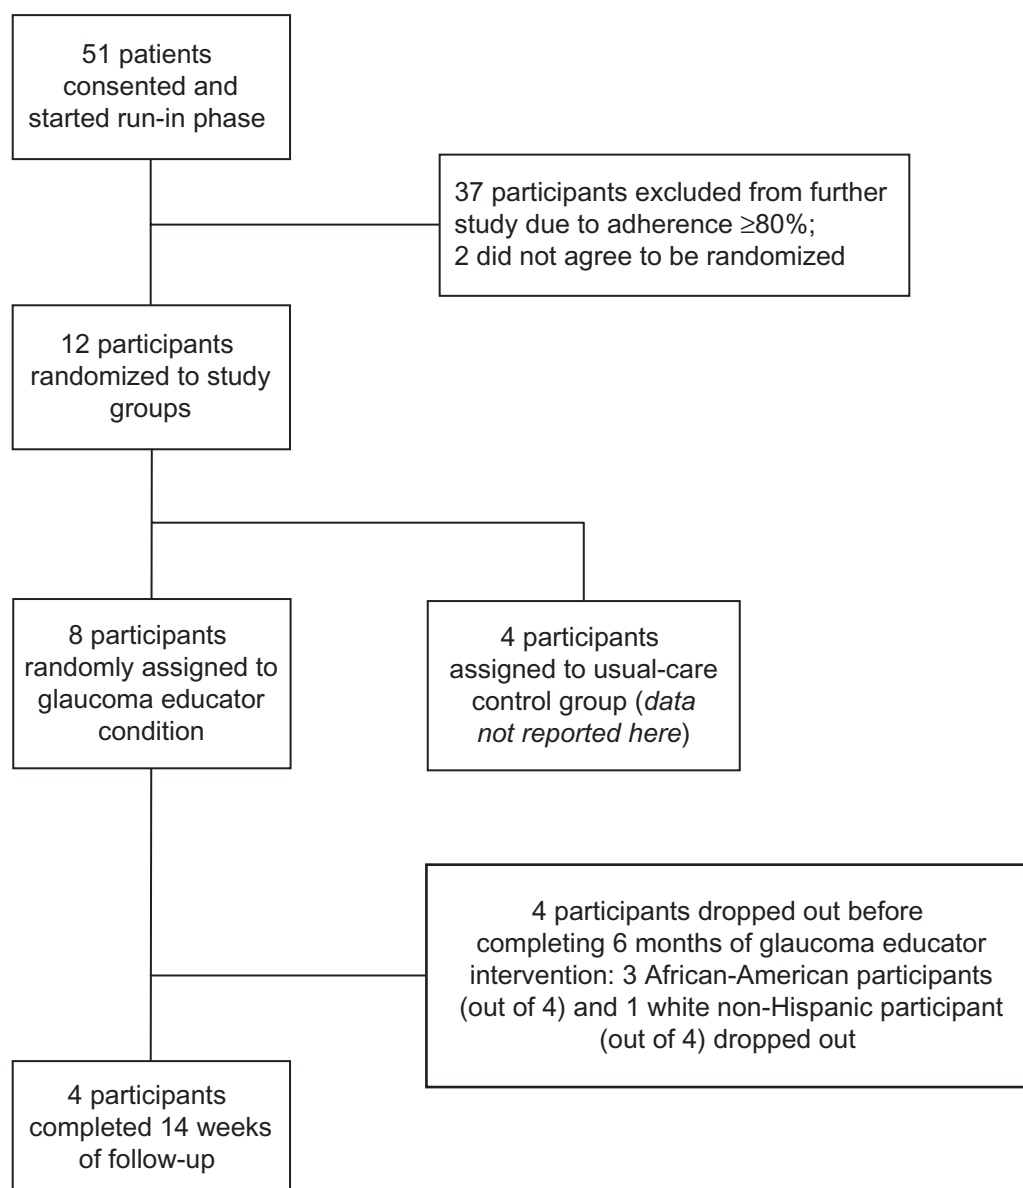 51 patients
consented and
started run-in phase
37 participants excluded from further
study due to adherence ≥80%;
2 did not agree to be randomized
12 participants
randomized to study
groups
8 participants
randomly assigned to
glaucoma educator
condition
4 participants
assigned to usual-care
control group (data
not reported here)
4 participants dropped out before
completing 6 months of glaucoma educator
intervention: 3 African-American participants
(out of 4) and 1 white non-Hispanic participant
(out of 4) dropped out
4 participants
completed 14 weeks
of follow-up